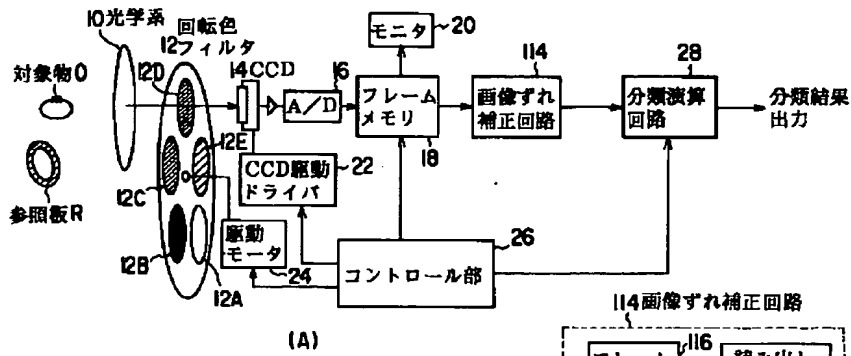 10光学系
回転色
12フィルタ
12D
対象物O
参照板R
12C
12B
12A
12E
14CCD
16
A/D
モニタ
20
フレーム
メモリ
18
114
画像ずれ
補正回路
28
分類演算
回路
分類結果
出力
CCD駆動
ドライバ
22
駆動
モータ
24
コントロール部
26
(A)
114画像ずれ補正回路
116